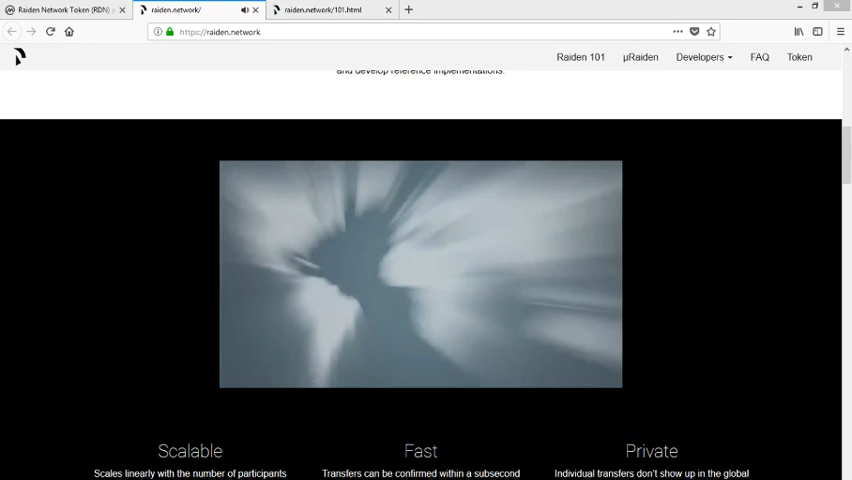 Raiden Network Token (RDN)
raiden.network/
raiden.network/101.html
https://raiden.network
Raiden 101
μRaiden
Developers
FAQ
Token
and develop reference implementations.
Scalable
Fast
Private
Scales linearly with the number of participants
Transfers can be confirmed within a subsecond
Individual transfers don't show up in the global